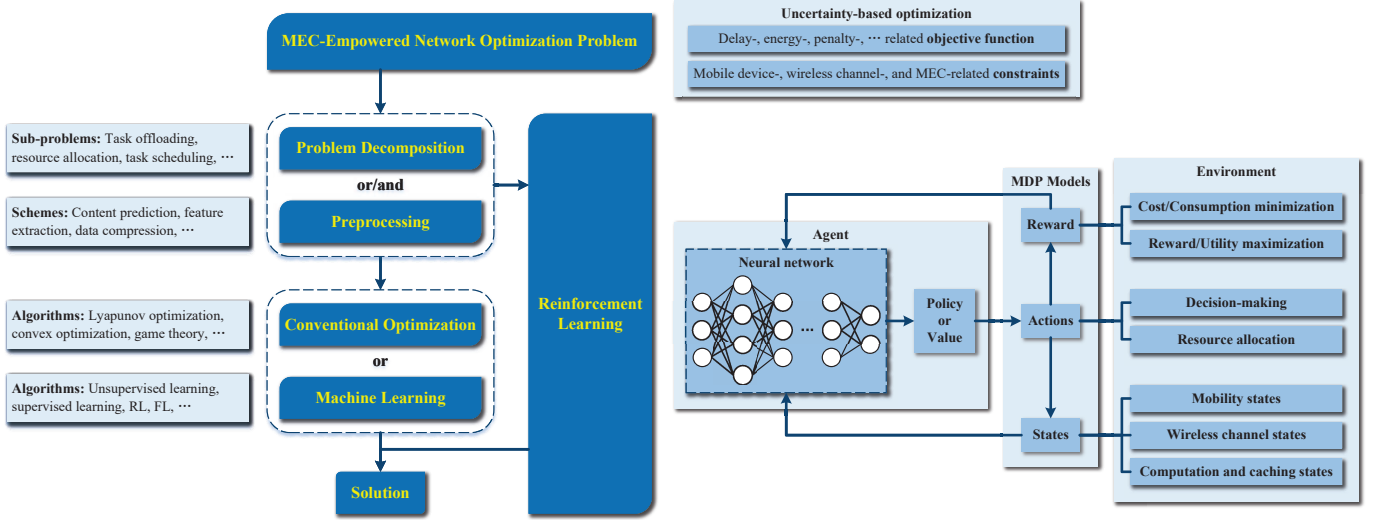 MEC-Empowered Network Optimization Problem
Sub-problems: Task offloading,
resource allocation, task scheduling, ···
Schemes: Content prediction, feature
extraction, data compression, ···
Algorithms: Lyapunov optimization,
convex optimization, game theory, ···
Algorithms: Unsupervised learning,
supervised learning, RL, FL, ···
Problem Decomposition
or/and
Preprocessing
Conventional Optimization
or
Machine Learning
Solution
Reinforcement
Learning
Uncertainty-based optimization
Delay-, energy-, penalty-, ··· related objective function
Mobile device-, wireless channel-, and MEC-related constraints
Agent
Neural network
...
Policy
or
Value
MDP Models
Reward
Actions
States
Environment
Cost/Consumption minimization
Reward/Utility maximization
Decision-making
Resource allocation
Mobility states
Wireless channel states
Computation and caching states